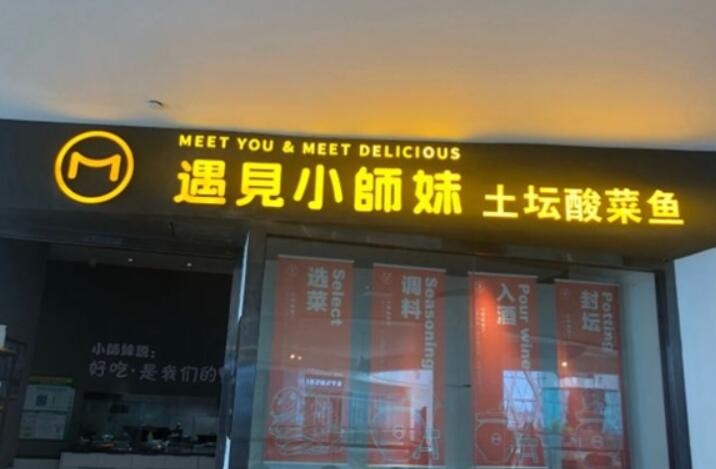 MEET YOU & MEET DELICIOUS
遇見小師妹 土坛酸菜鱼
选菜
Select
调料
Seasoning
入酒
Pour wine
封坛
Potting
小師妹說:
好吃·是我们的